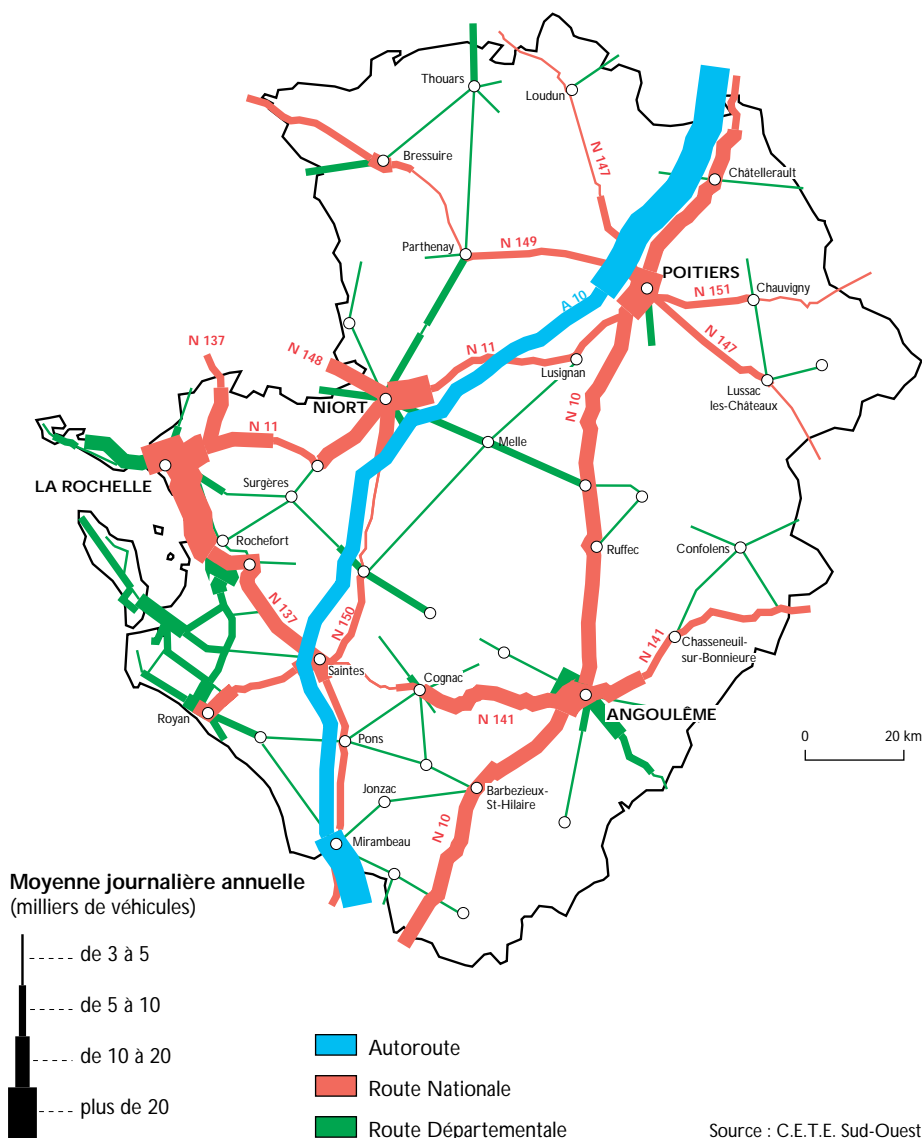 Thouars
Loudun
N 147
Bressuire
Châtellerault
Parthenay
N 149
POITIERS
A 10
N 151
Chauvigny
N 137
N 148
N 11
Lusignan
N 147
NIORT
N 10
Lussac
les-Châteaux
N 11
Melle
LA ROCHELLE
Surgères
Rochefort
Ruffec
Confolens
N 137
N 150
N 141
Chasseneuil-
sur-Bonnieure
Saintes
Cognac
Royan
N 141
ANGOULÊME
Pons
0 20 km
Jonzac
Barbezieux-
St-Hilaire
N 10
Mirambeau
Moyenne journalière annuelle
(milliers de véhicules)
de 3 à 5
de 5 à 10
de 10 à 20
plus de 20
Autoroute
Route Nationale
Route Départementale
Source : C.E.T.E. Sud-Ouest